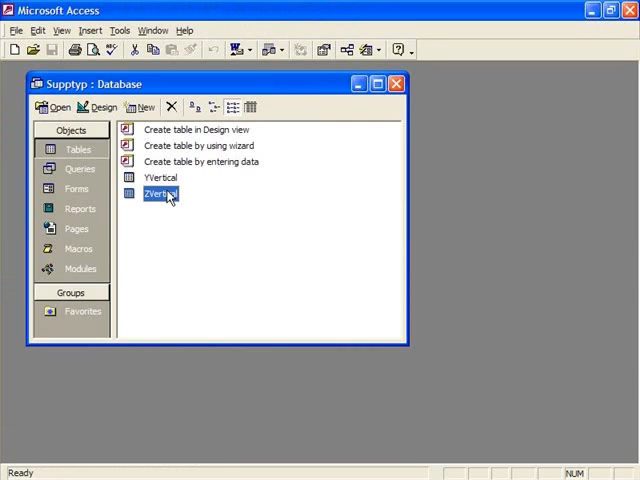 Microsoft Access
File Edit View Insert Tools Window Help
Supptyp : Database
Open Design New
Objects
Tables
Queries
Forms
Reports
Pages
Macros
Modules
Groups
Favorites
Create table in Design view
Create table by using wizard
Create table by entering data
YVertical
ZVertical
Ready
NUM